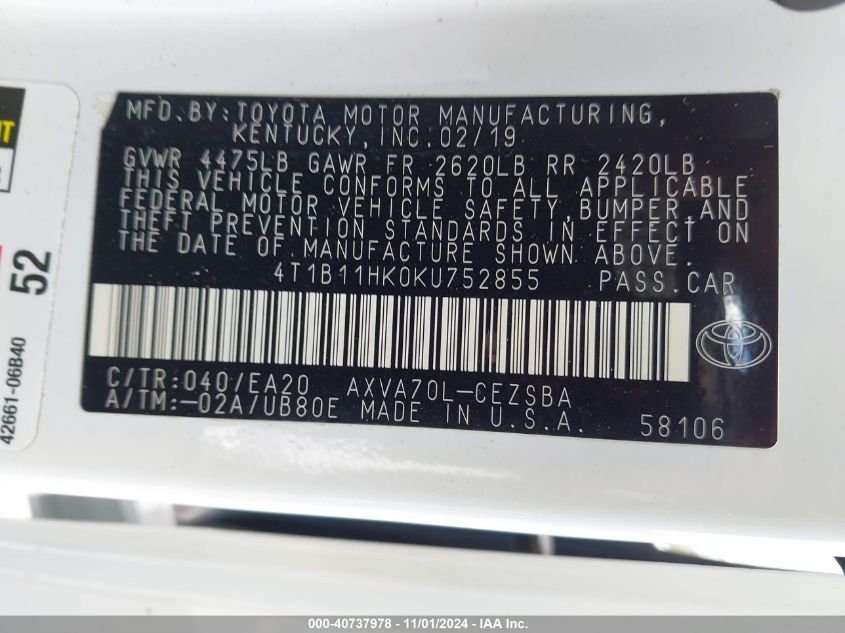 MFD.BY:TOYOTA MOTOR MANUFACTURING,
KENTUCKY,INC.02/19
GVWR 4475LB GAWR FR 2620LB RR 2420LB
THIS VEHICLE CONFORMS TO ALL APPLICABLE
FEDERAL MOTOR VEHICLE SAFETY,BUMPER,AND
THEFT PREVENTION STANDARDS IN EFFECT ON
THE DATE OF MANUFACTURE SHOWN ABOVE.
4T1B11HK0KU752855 PASS.CAR
C/TR:040/EA20 AXVA70L-CEZSBA
A/TM:-02A/UB80E MADE IN U.S.A.
58106
52
42661-06B40
000-40737978 - 11/01/2024 - IAA Inc.